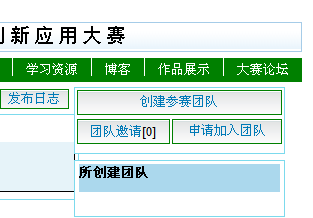 新应用大赛
学习资源 博客 作品展示 大赛论坛
发布日志 创建参赛团队
团队邀请[0] 申请加入团队
所创建团队